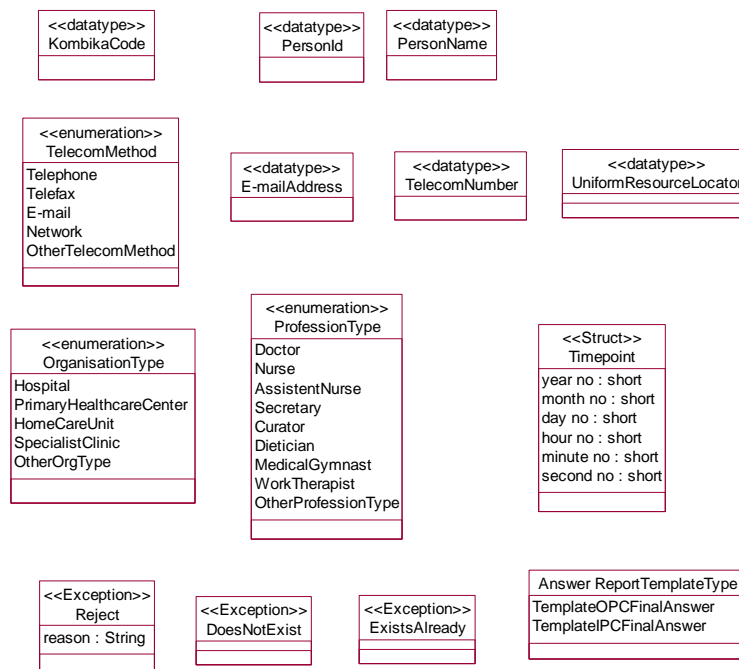 <<datatype>>
KombikaCode
<<datatype>>
PersonId
<<datatype>>
PersonName
<<enumeration>>
TelecomMethod
Telephone
Telefax
E-mail
Network
OtherTelecomMethod
<<datatype>>
E-mailAddress
<<datatype>>
TelecomNumber
<<datatype>>
UniformResourceLocator
<<enumeration>>
OrganisationType
Hospital
PrimaryHealthcareCenter
HomeCareUnit
SpecialistClinic
OtherOrgType
<<enumeration>>
ProfessionType
Doctor
Nurse
AssistentNurse
Secretary
Curator
Dietician
MedicalGymnast
WorkTherapist
OtherProfessionType
<<Struct>>
Timepoint
year no : short
month no : short
day no : short
hour no : short
minute no : short
second no : short
<<Exception>>
Reject
reason : String
<<Exception>>
DoesNotExist
<<Exception>>
ExistsAlready
Answer ReportTemplateType
TemplateOPCFinalAnswer
TemplateIPCFinalAnswer